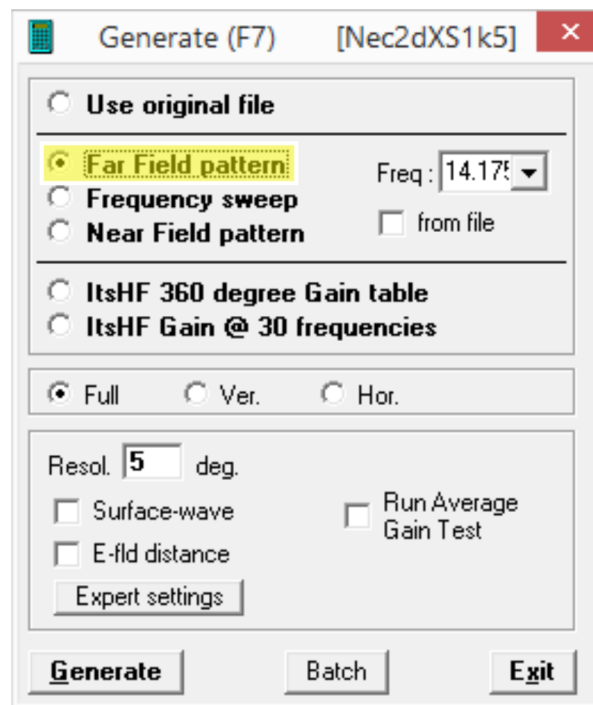 Generate (F7) [Nec2dXS1k5]
Use original file
Far Field pattern
Freq : 14.175
Frequency sweep
from file
Near Field pattern
ItsHF 360 degree Gain table
ItsHF Gain @ 30 frequencies
Full Ver. Hor.
Resol. 5 deg.
Surface-wave
Run Average
Gain Test
E-fld distance
Expert settings
Generate Batch Exit